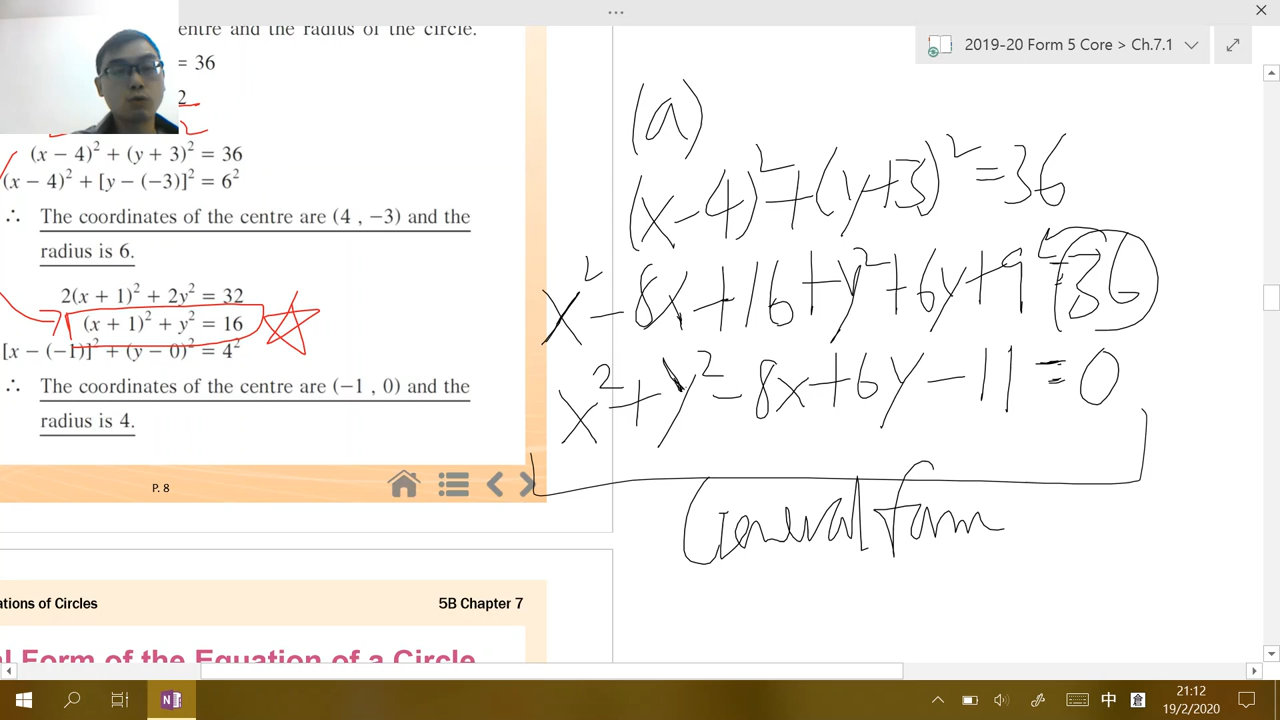 2019-20 Form 5 Core > Ch.7.1
entre and the radius of the circle.
= 36
2
2
(x − 4)² + (y + 3)² = 36
(x − 4)² + [y − (−3)]² = 6²
∴ The coordinates of the centre are (4 , −3) and the
radius is 6.
2(x + 1)² + 2y² = 32
(x + 1)² + y² = 16
[x − (−1)]² + (y − 0)² = 4²
∴ The coordinates of the centre are (−1 , 0) and the
radius is 4.
P. 8
ations of Circles
5B Chapter 7
al Form of the Equation of a Circle
(a)
(x−4)²+(y+3)²=36
x²−8x+16+y²+6y+9=36
x²+y²−8x+6y−11=0
General form
中 倉
21:12
19/2/2020